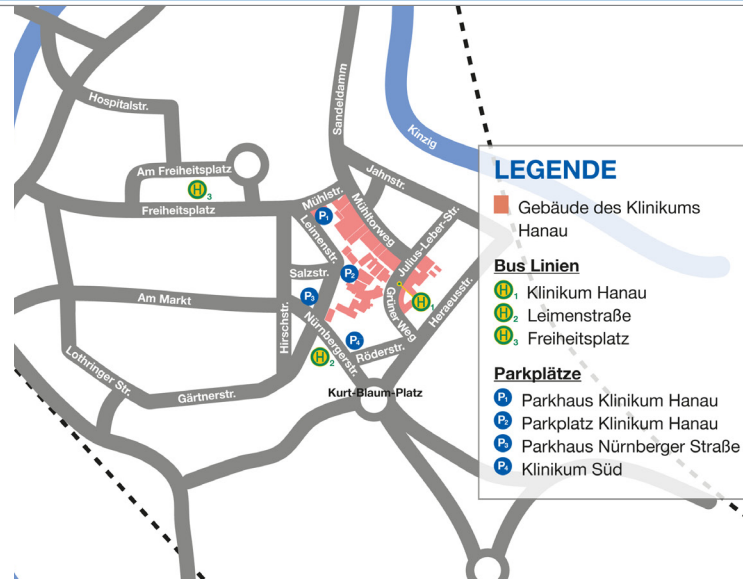 Hospitalstr.
Sandeldamm
Kinzig
Am Freiheitsplatz
H3
Freiheitsplatz
Jahnstr.
Mühlstr.
P1
Mühltorweg
Leimenstr.
Julius-Leber-Str.
Salzstr.
P2
Am Markt
P3
Grüner Weg
H1
Heraeusstr.
Hirschstr.
Nürnbergerstr.
P4
H2
Röderstr.
Lothringer Str.
Gärtnerstr.
Kurt-Blaum-Platz
LEGENDE
Gebäude des Klinikums
Hanau
Bus Linien
H1 Klinikum Hanau
H2 Leimenstraße
H3 Freiheitsplatz
Parkplätze
P1 Parkhaus Klinikum Hanau
P2 Parkplatz Klinikum Hanau
P3 Parkhaus Nürnberger Straße
P4 Klinikum Süd